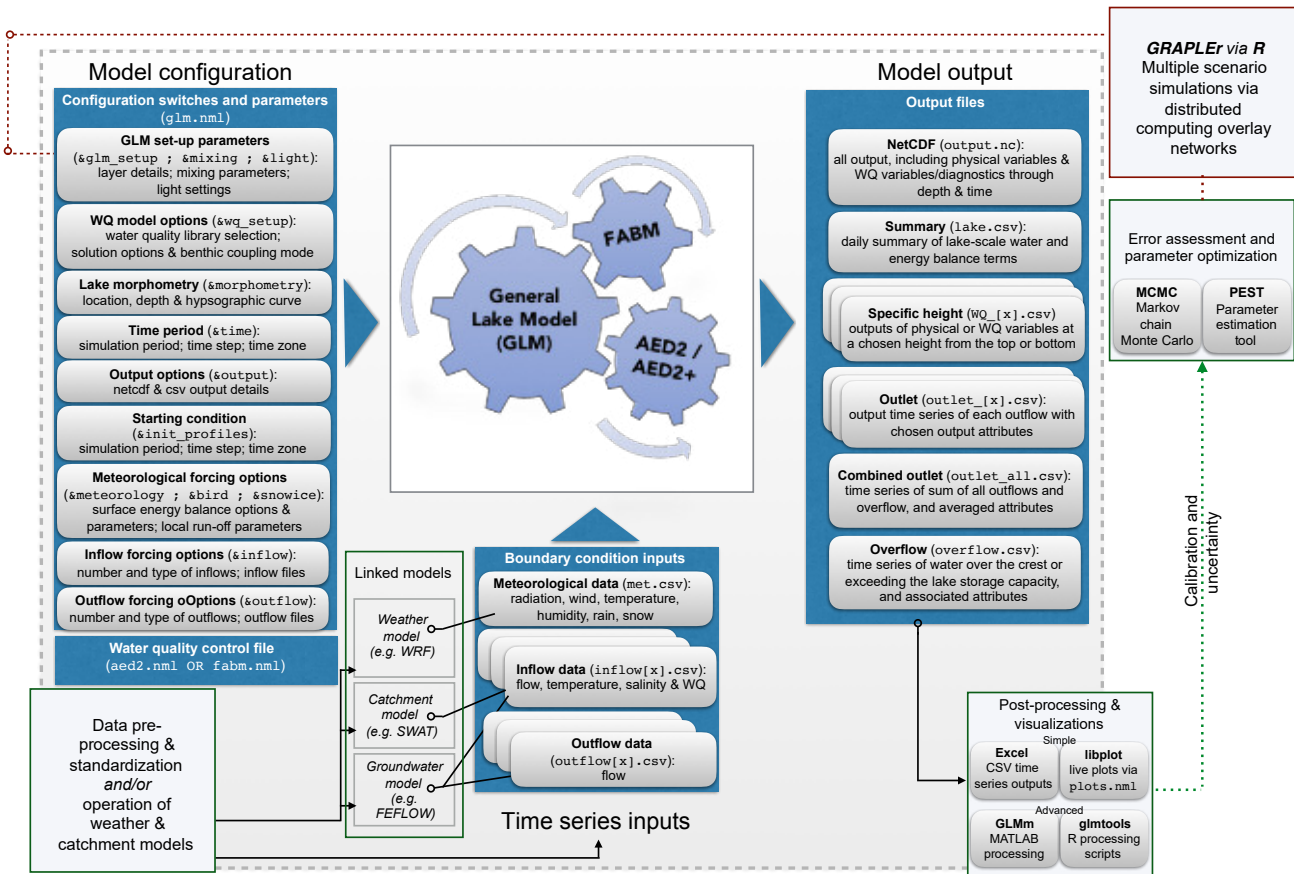 Model configuration
Configuration switches and parameters
(glm.nml)
GLM set-up parameters
(&glm_setup ; &mixing ; &light):
layer details; mixing parameters;
light settings
WQ model options (&wq_setup):
water quality library selection;
solution options & benthic coupling mode
Lake morphometry (&morphometry):
location, depth & hypsographic curve
Time period (&time):
simulation period; time step; time zone
Output options (&output):
netcdf & csv output details
Starting condition
(&init_profiles):
simulation period; time step; time zone
Meteorological forcing options
(&meteorology ; &bird ; &snowice):
surface energy balance options &
parameters; local run-off parameters
Inflow forcing options (&inflow):
number and type of inflows; inflow files
Outflow forcing oOptions (&outflow):
number and type of outflows; outflow files
Water quality control file
(aed2.nml OR fabm.nml)
Data pre-
processing &
standardization
and/or
operation of
weather &
catchment models
General
Lake Model
(GLM)
FABM
AED2 /
AED2+
Linked models
Weather
model
(e.g. WRF)
Catchment
model
(e.g. SWAT)
Groundwater
model
(e.g.
FEFLOW)
Boundary condition inputs
Meteorological data (met.csv):
radiation, wind, temperature,
humidity, rain, snow
Inflow data (inflow[x].csv):
flow, temperature, salinity & WQ
Outflow data
(outflow[x].csv):
flow
Time series inputs
Model output
Output files
NetCDF (output.nc):
all output, including physical variables &
WQ variables/diagnostics through
depth & time
Summary (lake.csv):
daily summary of lake-scale water and
energy balance terms
Specific height (WQ_[x].csv)
outputs of physical or WQ variables at
a chosen height from the top or bottom
Outlet (outlet_[x].csv):
output time series of each outflow with
chosen output attributes
Combined outlet (outlet_all.csv):
time series of sum of all outflows and
overflow, and averaged attributes
Overflow (overflow.csv):
time series of water over the crest or
exceeding the lake storage capacity,
and associated attributes
GRAPLEr via R
Multiple scenario
simulations via
distributed
computing overlay
networks
Error assessment and
parameter optimization
MCMC
Markov
chain
Monte Carlo
PEST
Parameter
estimation
tool
Calibration and
uncertainty
Post-processing &
visualizations
Simple
Excel
CSV time
series outputs
libplot
live plots via
plots.nml
Advanced
GLMm
MATLAB
processing
glmtools
R processing
scripts